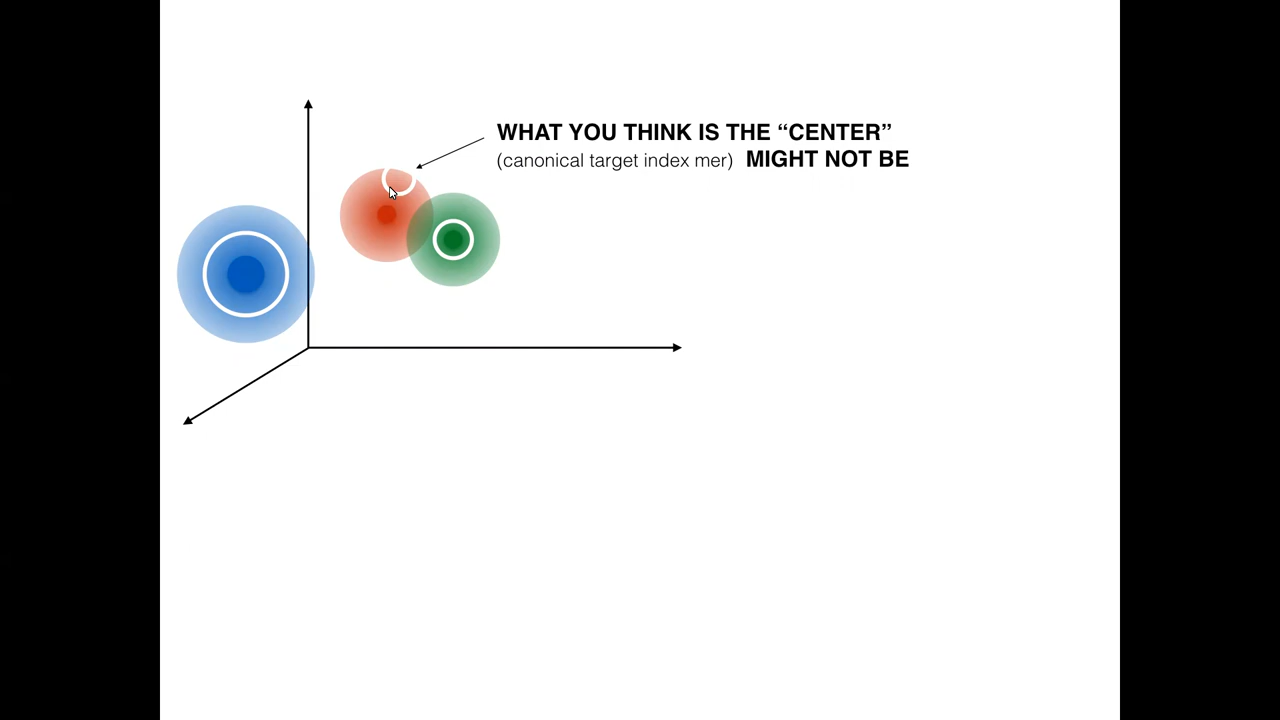 WHAT YOU THINK IS THE “CENTER”
(canonical target index mer) MIGHT NOT BE